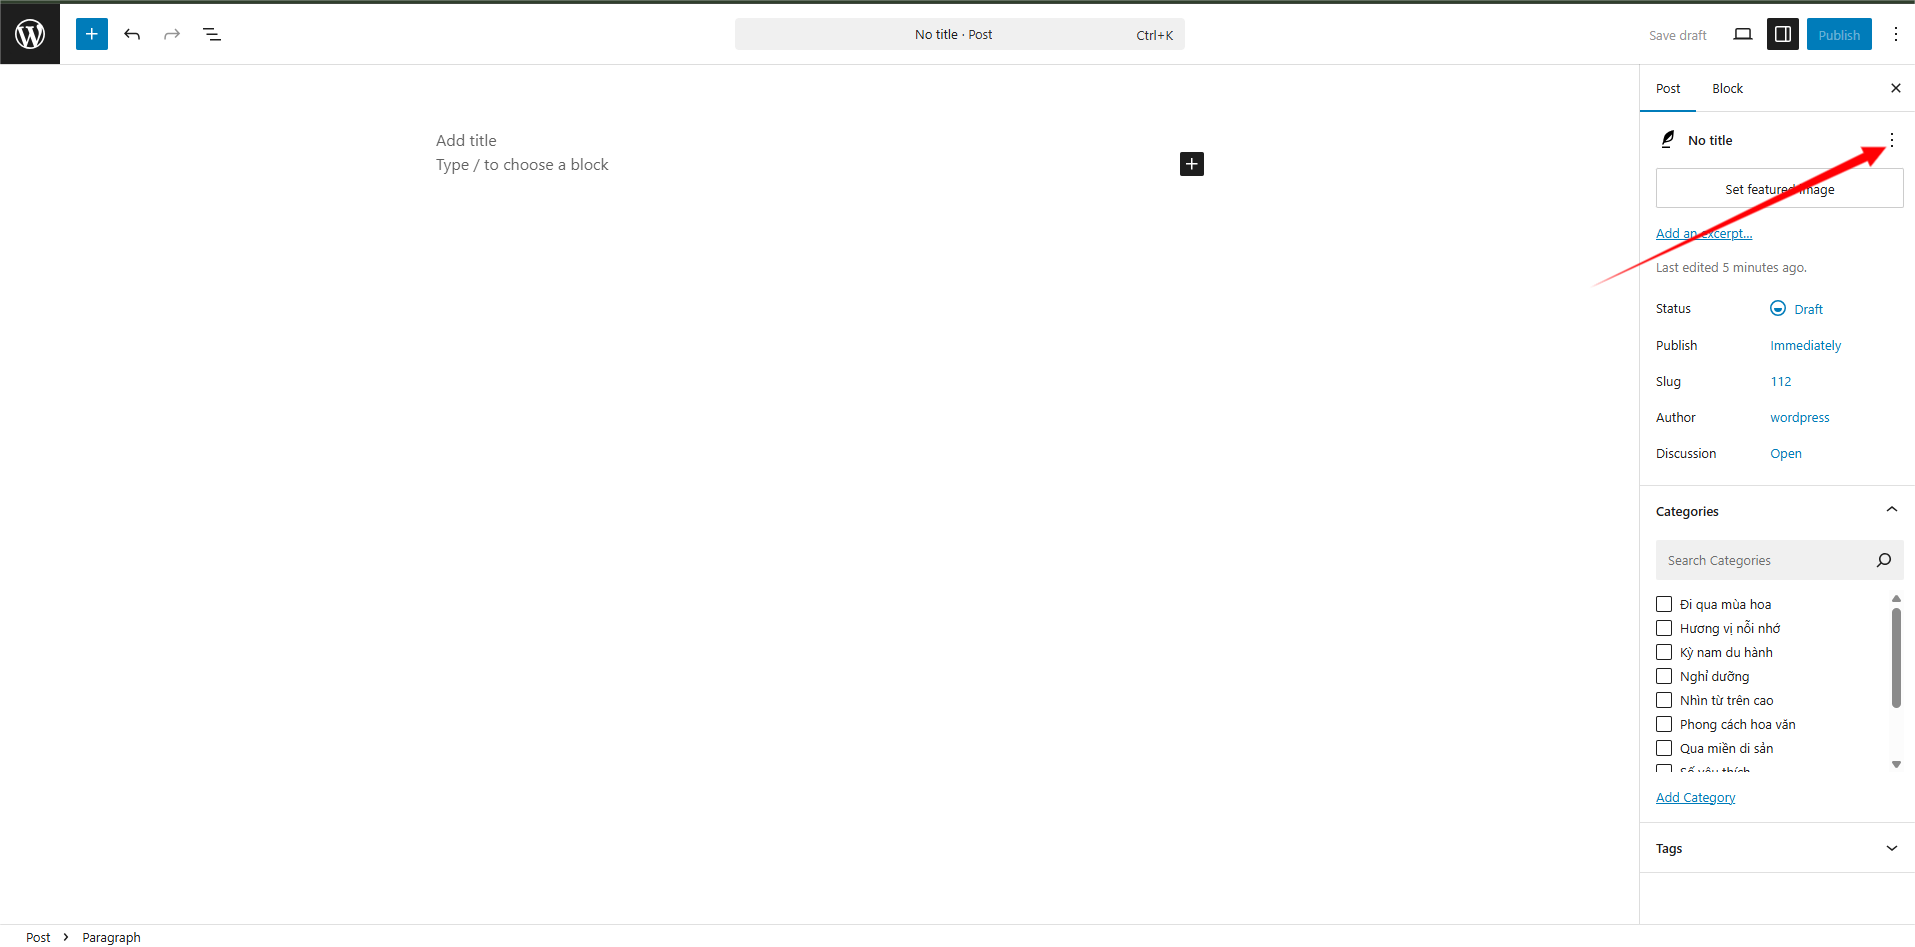 No title · Post
Ctrl+K
Save draft
Publish
Post
Block
Add title
Type / to choose a block
No title
Set featured image
Add an excerpt...
Last edited 5 minutes ago.
Status
Draft
Publish
Immediately
Slug
112
Author
wordpress
Discussion
Open
Categories
Search Categories
Đi qua mùa hoa
Hương vị nỗi nhớ
Kỳ nam du hành
Nghỉ dưỡng
Nhìn từ trên cao
Phong cách hoa văn
Qua miền di sản
Add Category
Tags
Post
Paragraph